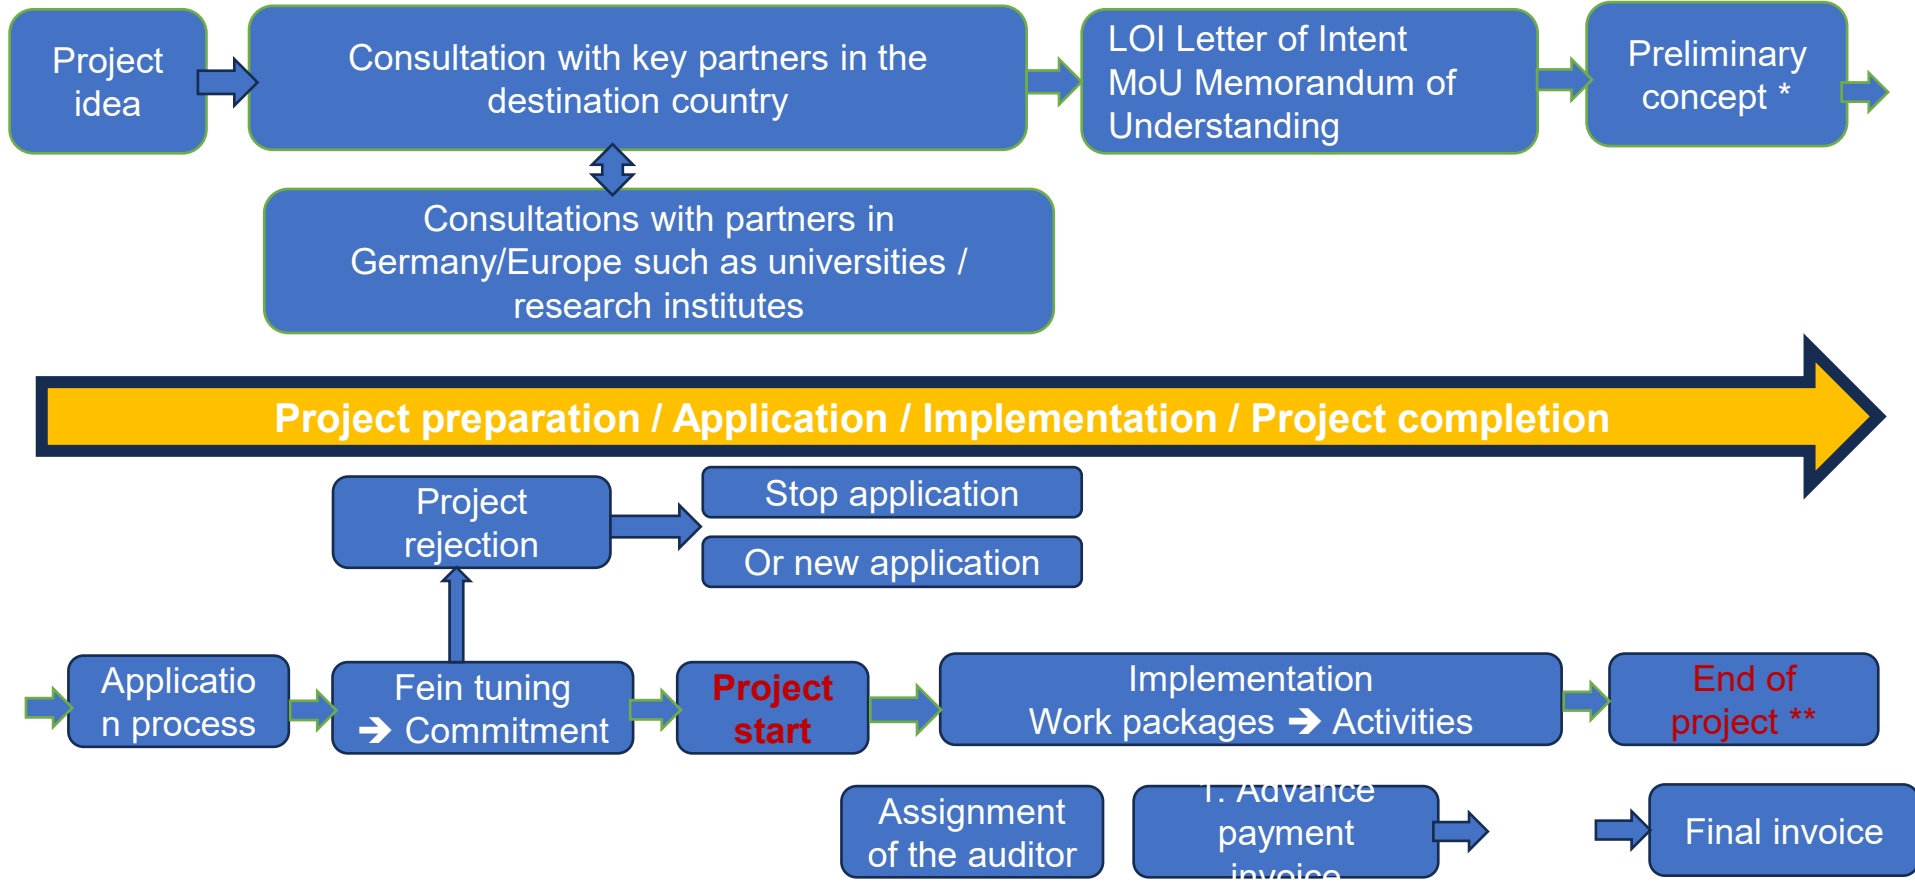 Project
idea
Consultation with key partners in the
destination country
LOI Letter of Intent
MoU Memorandum of
Understanding
Preliminary
concept *
Consultations with partners in
Germany/Europe such as universities /
research institutes
Project preparation / Application / Implementation / Project completion
Project
rejection
Stop application
Or new application
Applicatio
n process
Fein tuning
➔ Commitment
Project
start
Implementation
Work packages ➔ Activities
End of
project **
Assignment
of the auditor
1. Advance
payment
invoice
Final invoice